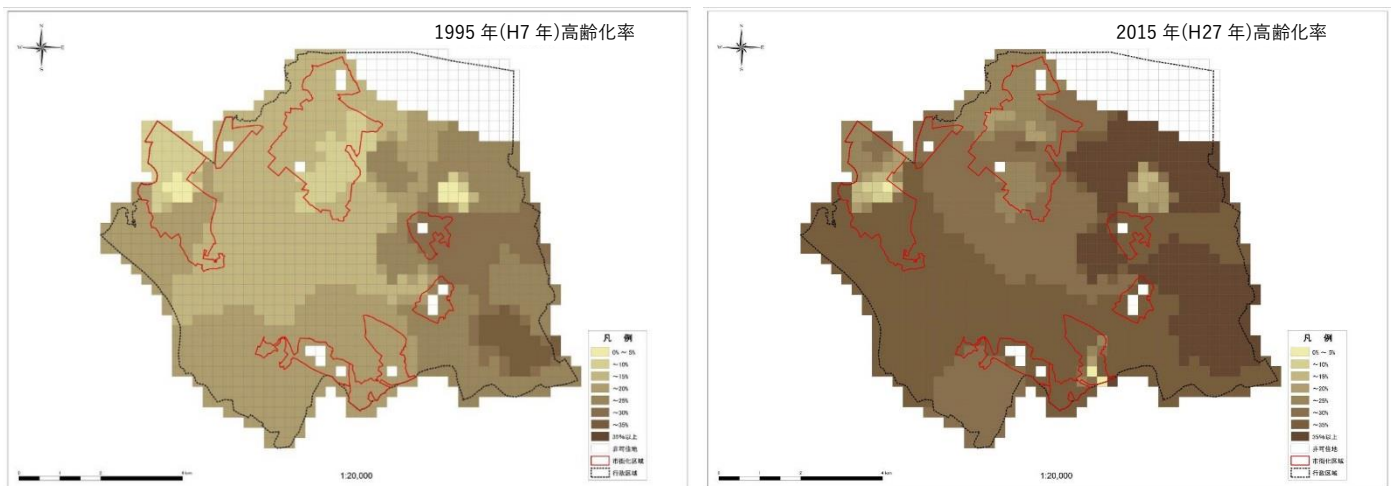 1995 年(H7 年)高齢化率
凡 例
0% ~ 5%
~10%
~15%
~20%
~25%
~30%
~35%
35%以上
非可住地
市街化区域
行政区域
1:20,000
2015 年(H27 年)高齢化率
凡 例
0% ~ 5%
~10%
~15%
~20%
~25%
~30%
~35%
35%以上
非可住地
市街化区域
行政区域
1:20,000